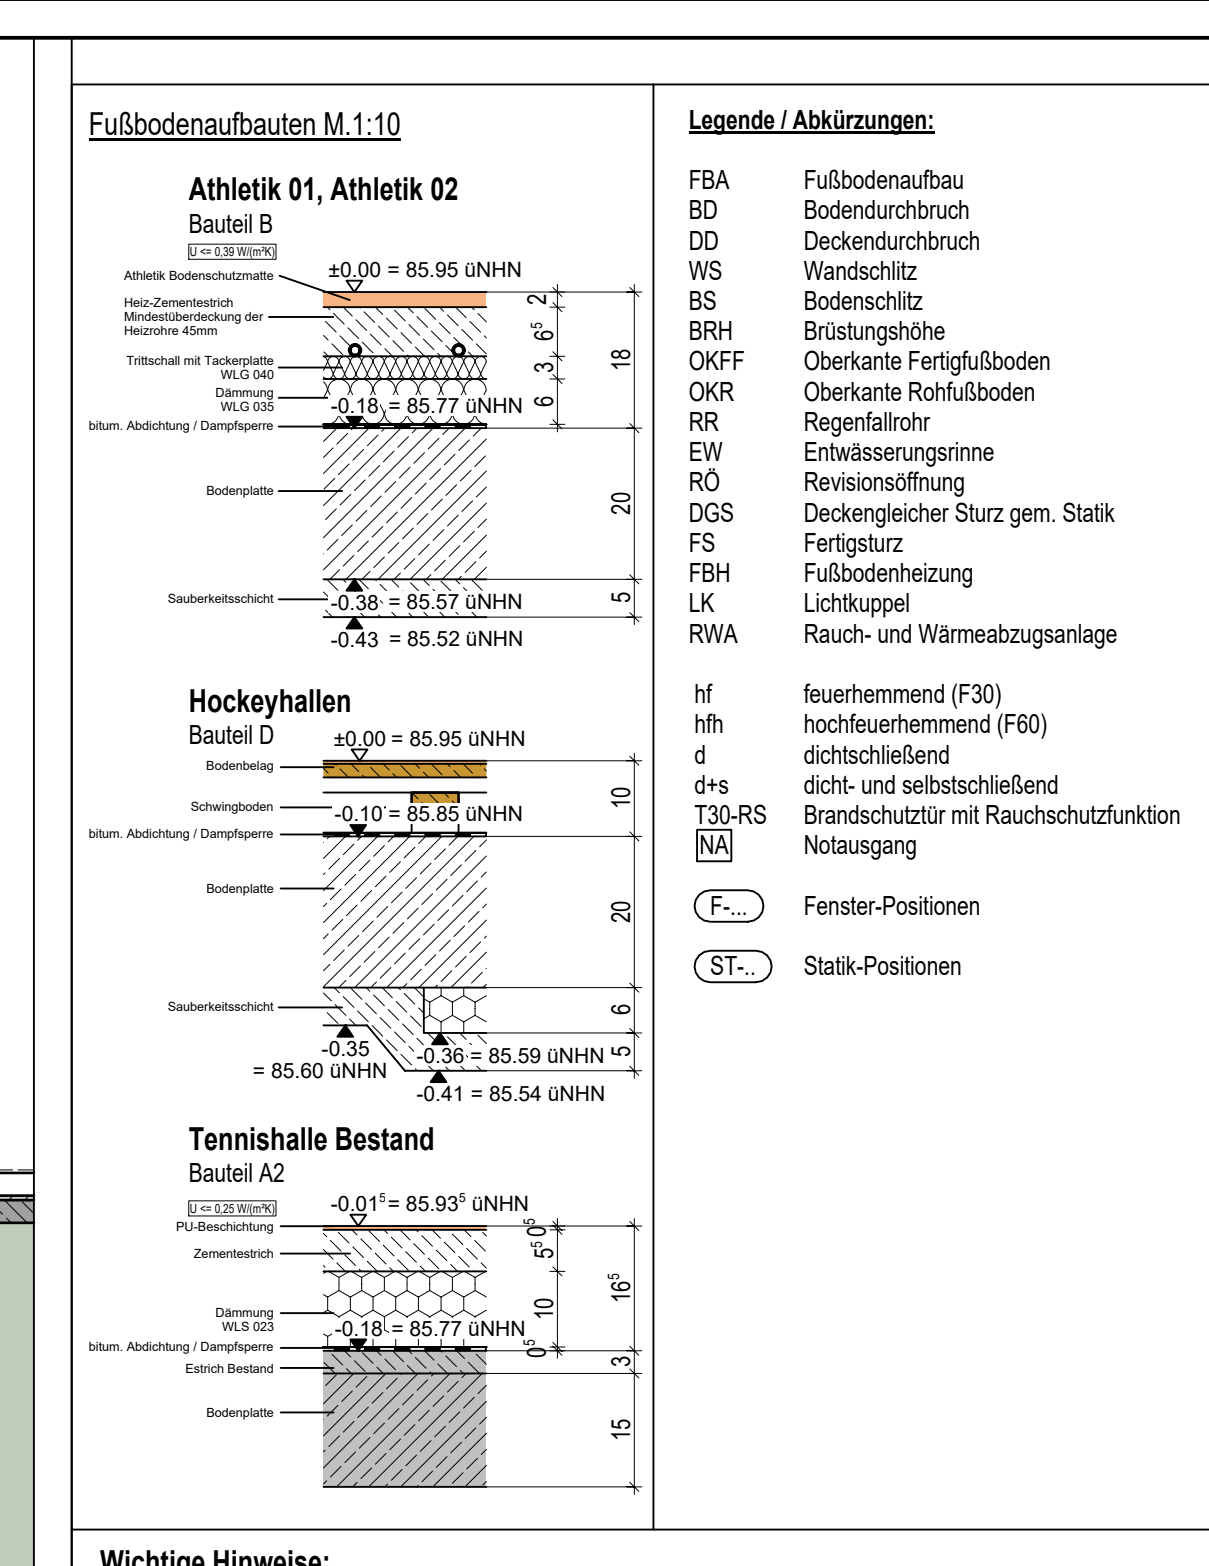 Fußbodenaufbauten M.1:10
Athletik 01, Athletik 02
Bauteil B
U <= 0,39 W/(m²K)
Athletik Bodenschutzmatte
±0.00 = 85.95 üNHN
Heiz-Zementestrich
Mindestüberdeckung der
Heizrohre 45mm
Trittschall mit Tackerplatte
WLG 040
Dämmung
WLG 035
-0.18 = 85.77 üNHN
bitum. Abdichtung / Dampfsperre
Bodenplatte
Sauberkeitsschicht
-0.38 = 85.57 üNHN
-0.43 = 85.52 üNHN
2
6⁵
3
6
18
20
5
Hockeyhallen
Bauteil D
±0.00 = 85.95 üNHN
Bodenbelag
Schwingboden
-0.10 = 85.85 üNHN
bitum. Abdichtung / Dampfsperre
Bodenplatte
Sauberkeitsschicht
-0.35
= 85.60 üNHN
-0.36 = 85.59 üNHN
-0.41 = 85.54 üNHN
10
20
6
5
Tennishalle Bestand
Bauteil A2
U <= 0,25 W/(m²K)
-0.01⁵ = 85.93⁵ üNHN
PU-Beschichtung
Zementestrich
Dämmung
WLS 023
-0.18 = 85.77 üNHN
bitum. Abdichtung / Dampfsperre
Estrich Bestand
Bodenplatte
0⁵
5⁵
10
0⁵
16⁵
3
15
Legende / Abkürzungen:
FBA Fußbodenaufbau
BD Bodendurchbruch
DD Deckendurchbruch
WS Wandschlitz
BS Bodenschlitz
BRH Brüstungshöhe
OKFF Oberkante Fertigfußboden
OKR Oberkante Rohfußboden
RR Regenfallrohr
EW Entwässerungsrinne
RÖ Revisionsöffnung
DGS Deckengleicher Sturz gem. Statik
FS Fertigsturz
FBH Fußbodenheizung
LK Lichtkuppel
RWA Rauch- und Wärmeabzugsanlage
hf feuerhemmend (F30)
hfh hochfeuerhemmend (F60)
d dichtschließend
d+s dicht- und selbstschließend
T30-RS Brandschutztür mit Rauchschutzfunktion
NA Notausgang
F-... Fenster-Positionen
ST-.. Statik-Positionen
Wichtige Hinweise: